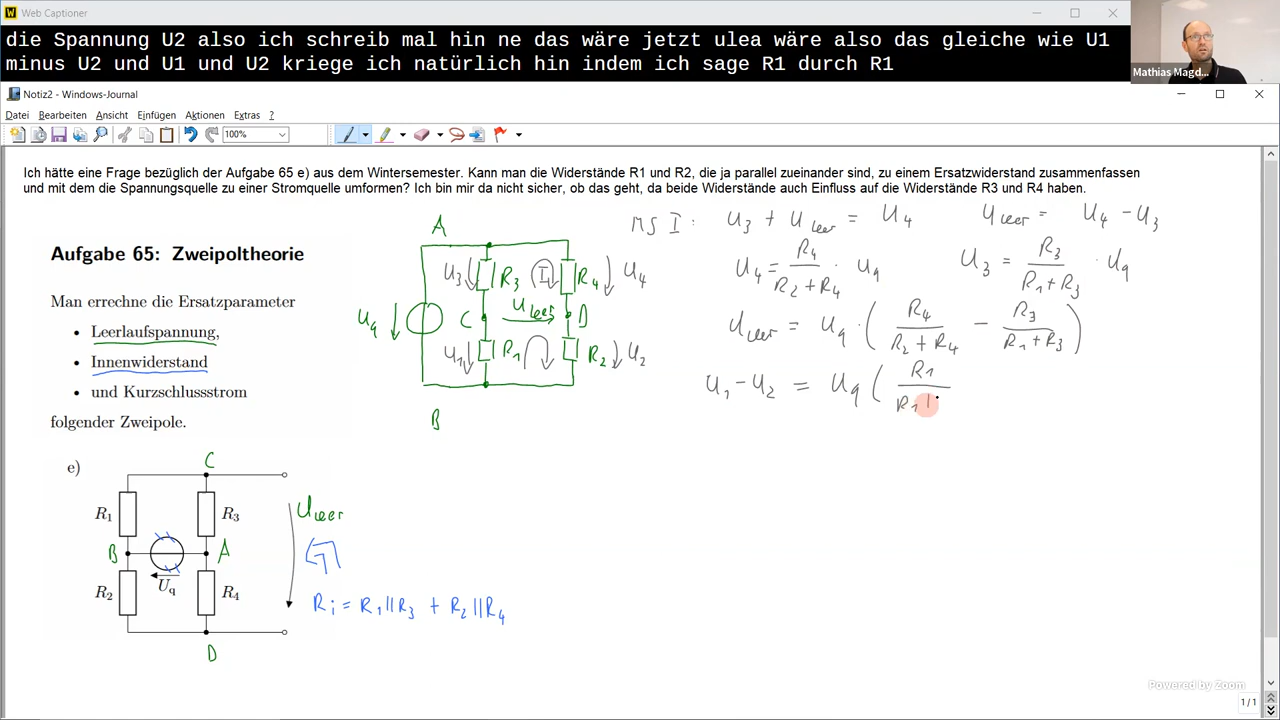 Web Captioner
die Spannung U2 also ich schreib mal hin ne das wäre jetzt ulea wäre also das gleiche wie U1
minus U2 und U1 und U2 kriege ich natürlich hin indem ich sage R1 durch R1
Mathias Magd...
Notiz2 - Windows-Journal
Datei Bearbeiten Ansicht Einfügen Aktionen Extras ?
100%
Ich hätte eine Frage bezüglich der Aufgabe 65 e) aus dem Wintersemester. Kann man die Widerstände R1 und R2, die ja parallel zueinander sind, zu einem Ersatzwiderstand zusammenfassen
und mit dem die Spannungsquelle zu einer Stromquelle umformen? Ich bin mir da nicht sicher, ob das geht, da beide Widerstände auch Einfluss auf die Widerstände R3 und R4 haben.
MS I: U3 + Uleer = U4 Uleer = U4 - U3
U4 = R4 / (R2 + R4) · Uq U3 = R3 / (R1 + R3) · Uq
Uleer = Uq · ( R4 / (R2 + R4) - R3 / (R1 + R3) )
U1 - U2 = Uq ( R1 / R1 +
Aufgabe 65: Zweipoltheorie
Man errechne die Ersatzparameter
• Leerlaufspannung,
• Innenwiderstand
• und Kurzschlussstrom
folgender Zweipole.
A
U3 R3 I R4 U4
Uq C Uleer D
U1 R1 R2 U2
B
e)
C
R1 R3 Uleer
B A
Uq
R2 R4 Ri = R1||R3 + R2||R4
D
Powered by Zoom
1 / 1